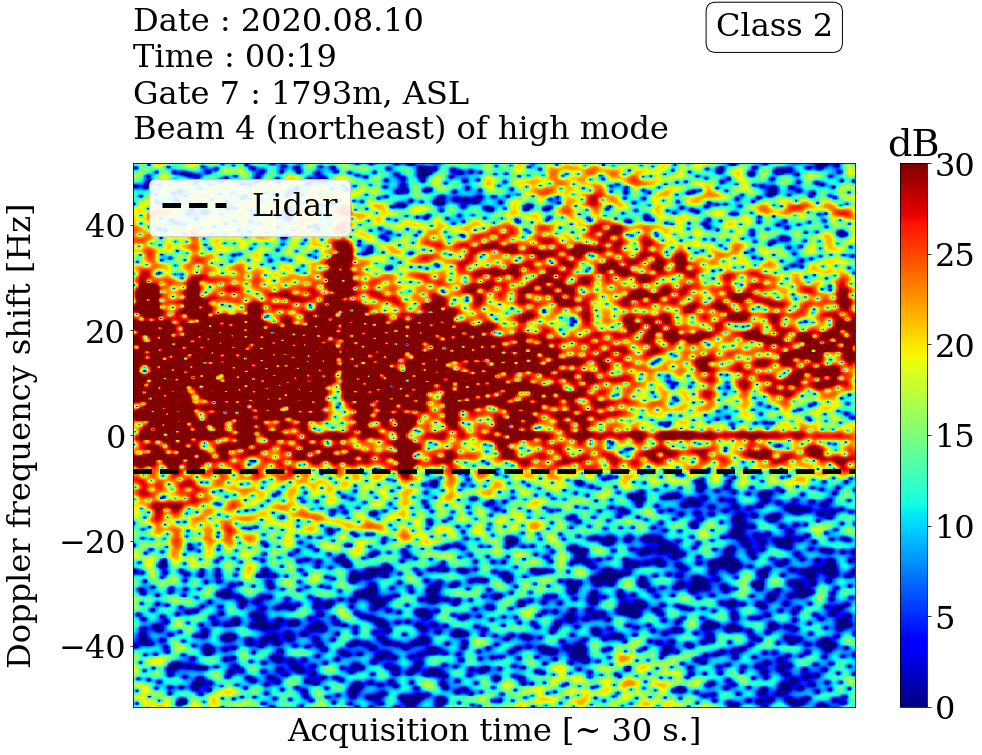 Date : 2020.08.10
Time : 00:19
Gate 7 : 1793m, ASL
Beam 4 (northeast) of high mode
Class 2
dB
Lidar
Doppler frequency shift [Hz]
40
20
0
−20
−40
30
25
20
15
10
5
0
Acquisition time [~ 30 s.]